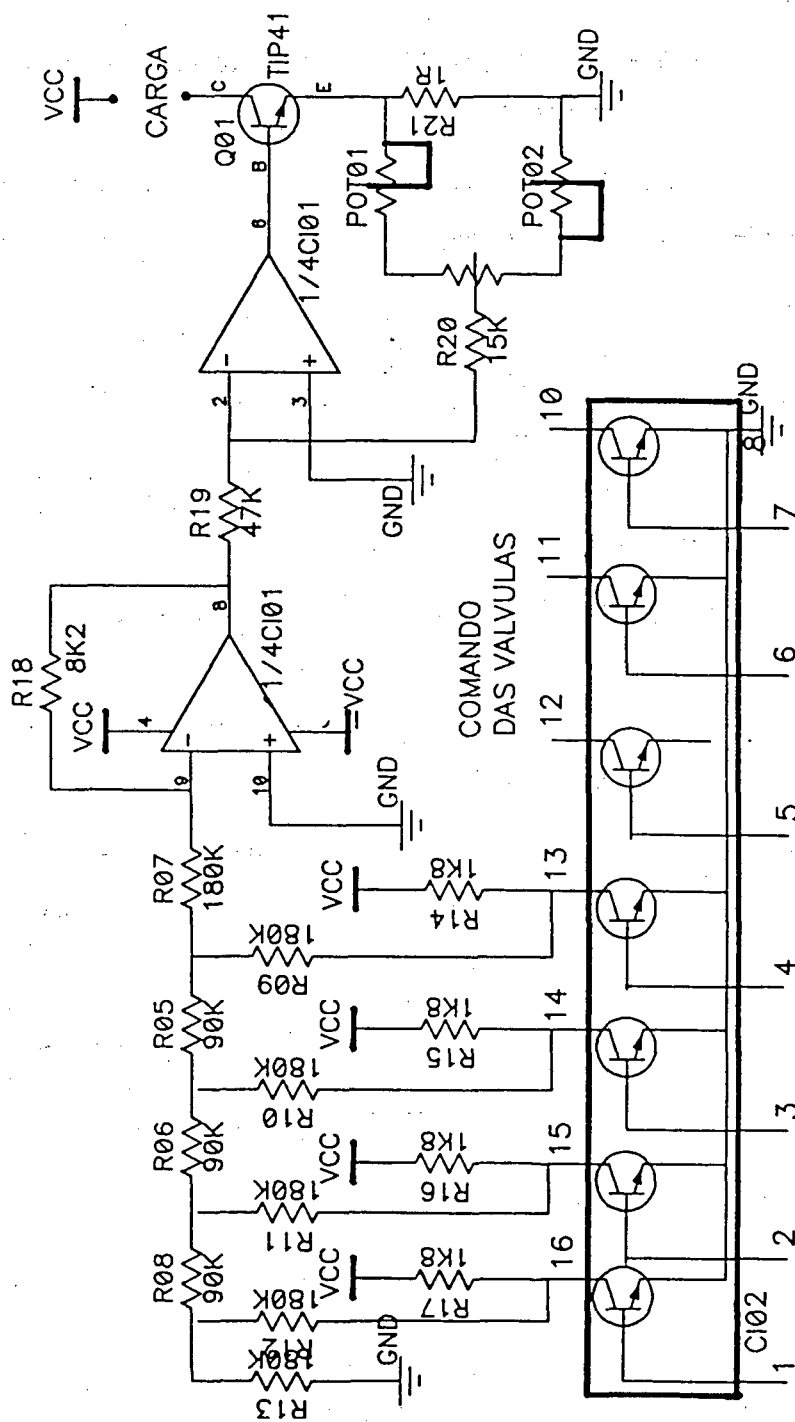 VCC
CARGA
C
Q01
TIP41
B
E
6
1/4CI01
-
+
2
3
GND
R19
47K
R20
15K
POT01
POT02
1R
R21
GND
R18
8K2
VCC
4
8
1/4CI01
-
+
9
10
=VCC
GND
R07
180K
R05
90K
R06
90K
R08
90K
180K
R09
180K
R10
180K
R11
180K
R12
180K
R13
GND
VCC
1K8
R14
VCC
1K8
R15
VCC
1K8
R16
VCC
1K8
R17
COMANDO
DAS VALVULAS
16
15
14
13
12
11
10
8
GND
CI02
1
2
3
4
5
6
7